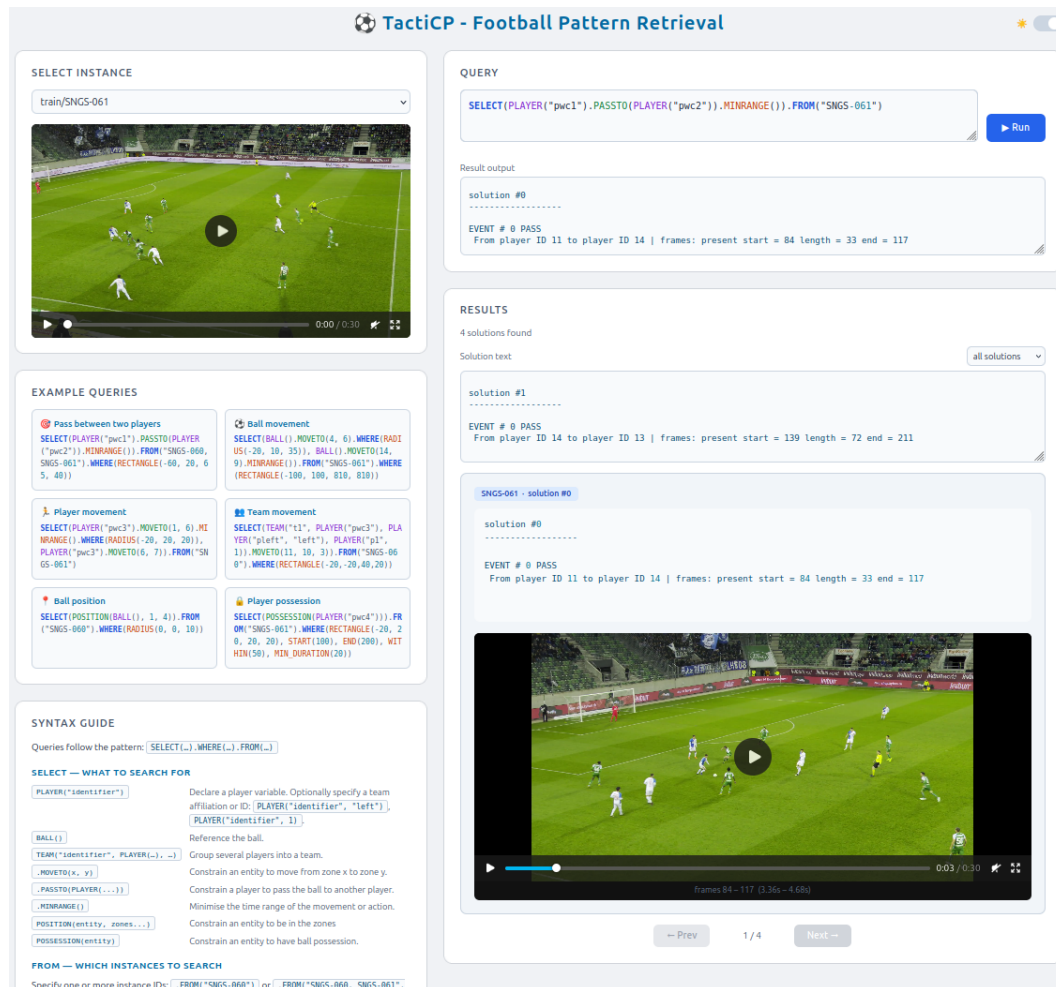 ⚽ TactiCP - Football Pattern Retrieval
SELECT INSTANCE
train/SNGS-061
0:00 / 0:30
EXAMPLE QUERIES
🎯 Pass between two players
SELECT(PLAYER("pwc1").PASSTO(PLAYER
("pwc2")).MINRANGE()).FROM("SNGS-060,
SNGS-061").WHERE(RECTANGLE(-60, 20, 6
5, 40))
⚽ Ball movement
SELECT(BALL().MOVETO(4, 6).WHERE(RADI
US(-20, 10, 35)), BALL().MOVETO(14,
9).MINRANGE()).FROM("SNGS-061").WHERE
(RECTANGLE(-100, 100, 810, 810))
🏃 Player movement
SELECT(PLAYER("pwc3").MOVETO(1, 6).MI
NRANGE().WHERE(RADIUS(-20, 20, 20)),
PLAYER("pwc3").MOVETO(6, 7)).FROM("SN
GS-061")
👥 Team movement
SELECT(TEAM("t1", PLAYER("pwc3"), PLA
YER("pleft", "left"), PLAYER("p1",
1)).MOVETO(11, 10, 3)).FROM("SNGS-06
0").WHERE(RECTANGLE(-20,-20,40,20))
📍 Ball position
SELECT(POSITION(BALL(), 1, 4)).FROM
("SNGS-060").WHERE(RADIUS(0, 0, 10))
🔒 Player possession
SELECT(POSSESSION(PLAYER("pwc4"))).FR
OM("SNGS-061").WHERE(RECTANGLE(-20, 2
0, 20, 20), START(100), END(200), WIT
HIN(50), MIN_DURATION(20))
SYNTAX GUIDE
Queries follow the pattern: SELECT(…).WHERE(…).FROM(…)
SELECT — WHAT TO SEARCH FOR
PLAYER("identifier") Declare a player variable. Optionally specify a team
affiliation or ID: PLAYER("identifier", "left"),
PLAYER("identifier", 1).
BALL() Reference the ball.
TEAM("identifier", PLAYER(…), …) Group several players into a team.
.MOVETO(x, y) Constrain an entity to move from zone x to zone y.
.PASSTO(PLAYER(...)) Constrain a player to pass the ball to another player.
.MINRANGE() Minimise the time range of the movement or action.
POSITION(entity, zones...) Constrain an entity to be in the zones
POSSESSION(entity) Constrain an entity to have ball possession.
FROM — WHICH INSTANCES TO SEARCH
Specify one or more instance IDs: .FROM("SNGS-060") or .FROM("SNGS-060, SNGS-061".
QUERY
SELECT(PLAYER("pwc1").PASSTO(PLAYER("pwc2")).MINRANGE()).FROM("SNGS-061")
▶ Run
Result output
solution #0
------------------
EVENT # 0 PASS
From player ID 11 to player ID 14 | frames: present start = 84 length = 33 end = 117
RESULTS
4 solutions found
Solution text
all solutions
solution #1
------------------
EVENT # 0 PASS
From player ID 14 to player ID 13 | frames: present start = 139 length = 72 end = 211
SNGS-061 · solution #0
solution #0
------------------
EVENT # 0 PASS
From player ID 11 to player ID 14 | frames: present start = 84 length = 33 end = 117
0:03 / 0:30
frames 84 – 117 (3.36s – 4.68s)
← Prev
1 / 4
Next →